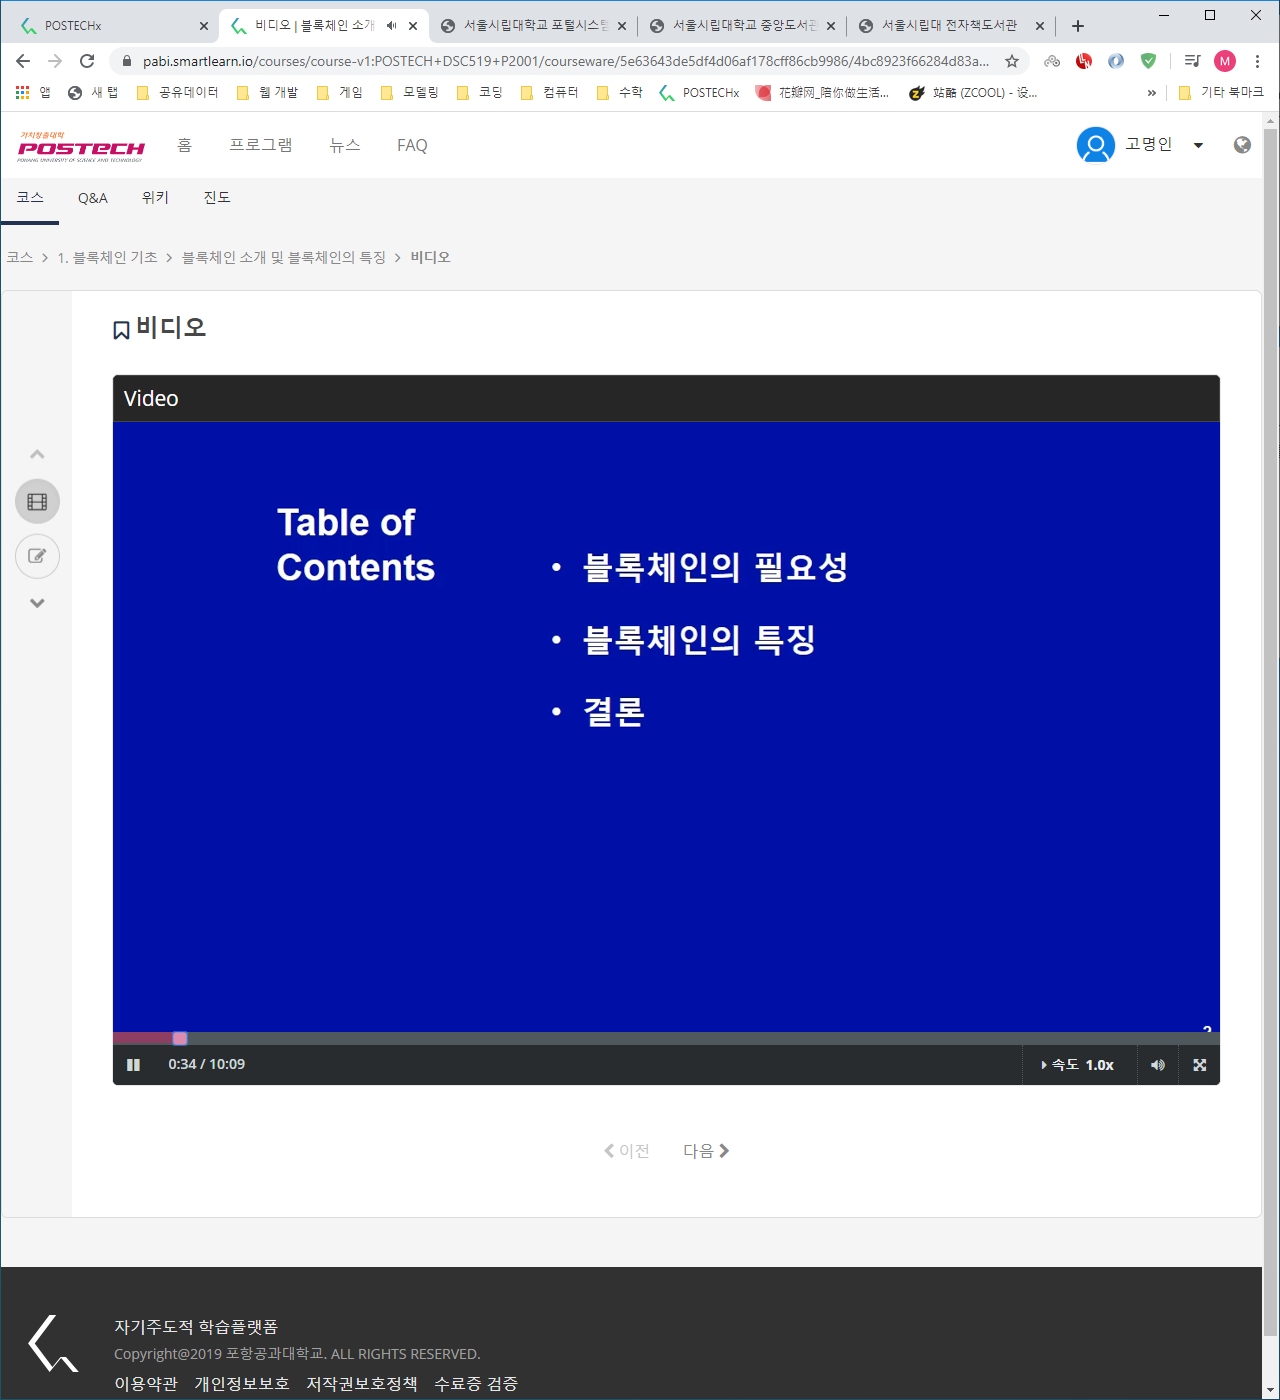 POSTECHx
비디오 | 블록체인 소개
서울시립대학교 포털시스템
서울시립대학교 중앙도서관
서울시립대 전자책도서관
pabi.smartlearn.io/courses/course-v1:POSTECH+DSC519+P2001/courseware/5e63643de5df4d06af178cff86cb9986/4bc8923f66284d83a...
M
앱 새 탭 공유데이터 웹 개발 게임 모델링 코딩 컴퓨터 수학 POSTECHx 花瓣网_陪你做生活... 站酷 (ZCOOL) - 设... » 기타 북마크
가치창출대학
POSTECH
POHANG UNIVERSITY OF SCIENCE AND TECHNOLOGY
홈 프로그램 뉴스 FAQ 고명인
코스 Q&A 위키 진도
코스 > 1. 블록체인 기초 > 블록체인 소개 및 블록체인의 특징 > 비디오
비디오
Video
Table of
Contents
• 블록체인의 필요성
• 블록체인의 특징
• 결론
0:34 / 10:09 속도 1.0x
이전 다음
자기주도적 학습플랫폼
Copyright@2019 포항공과대학교. ALL RIGHTS RESERVED.
이용약관 개인정보보호 저작권보호정책 수료증 검증